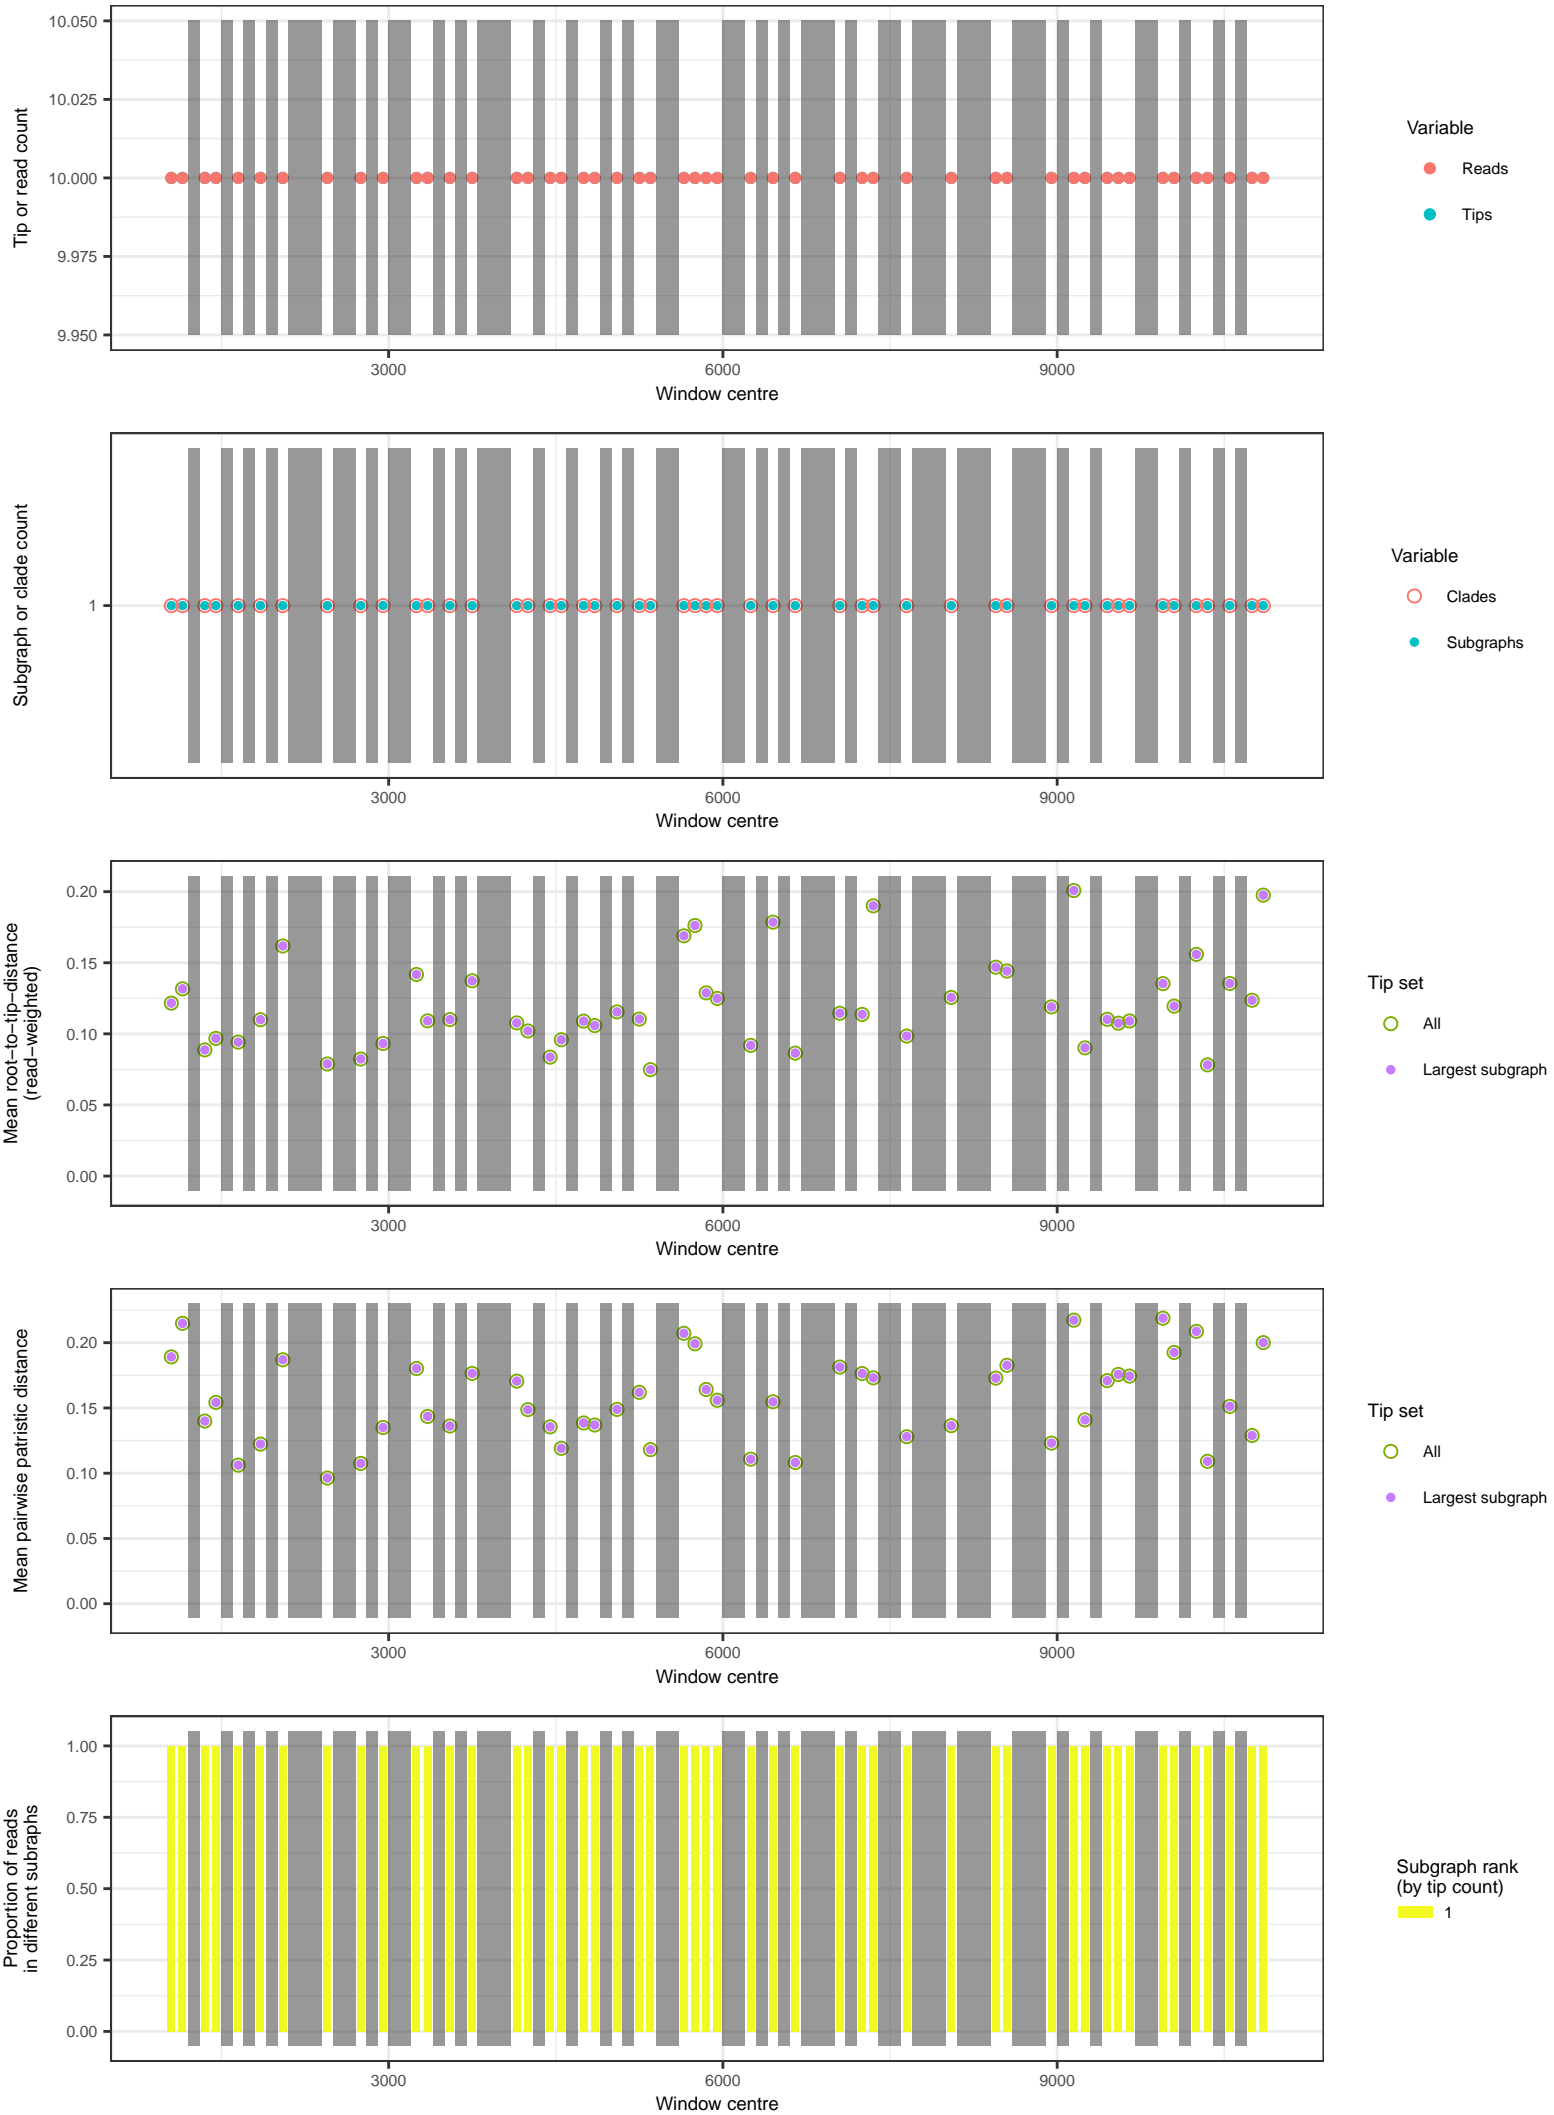 10.050
10.025
10.000
9.975
9.950
Tip or read count
3000
6000
9000
Window centre
Variable
Reads
Tips
1
Subgraph or clade count
3000
6000
9000
Window centre
Variable
Clades
Subgraphs
0.20
0.15
0.10
0.05
0.00
Mean root−to−tip−distance
(read−weighted)
3000
6000
9000
Window centre
Tip set
All
Largest subgraph
0.20
0.15
0.10
0.05
0.00
Mean pairwise patristic distance
3000
6000
9000
Window centre
Tip set
All
Largest subgraph
1.00
0.75
0.50
0.25
0.00
Proportion of reads
in different subraphs
3000
6000
9000
Window centre
Subgraph rank
(by tip count)
1